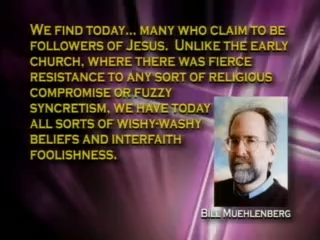 We find today... many who claim to be
followers of Jesus. Unlike the early
church, where there was fierce
resistance to any sort of religious
compromise or fuzzy
syncretism, we have today
all sorts of wishy-washy
beliefs and interfaith
foolishness.
Bill Muehlenberg